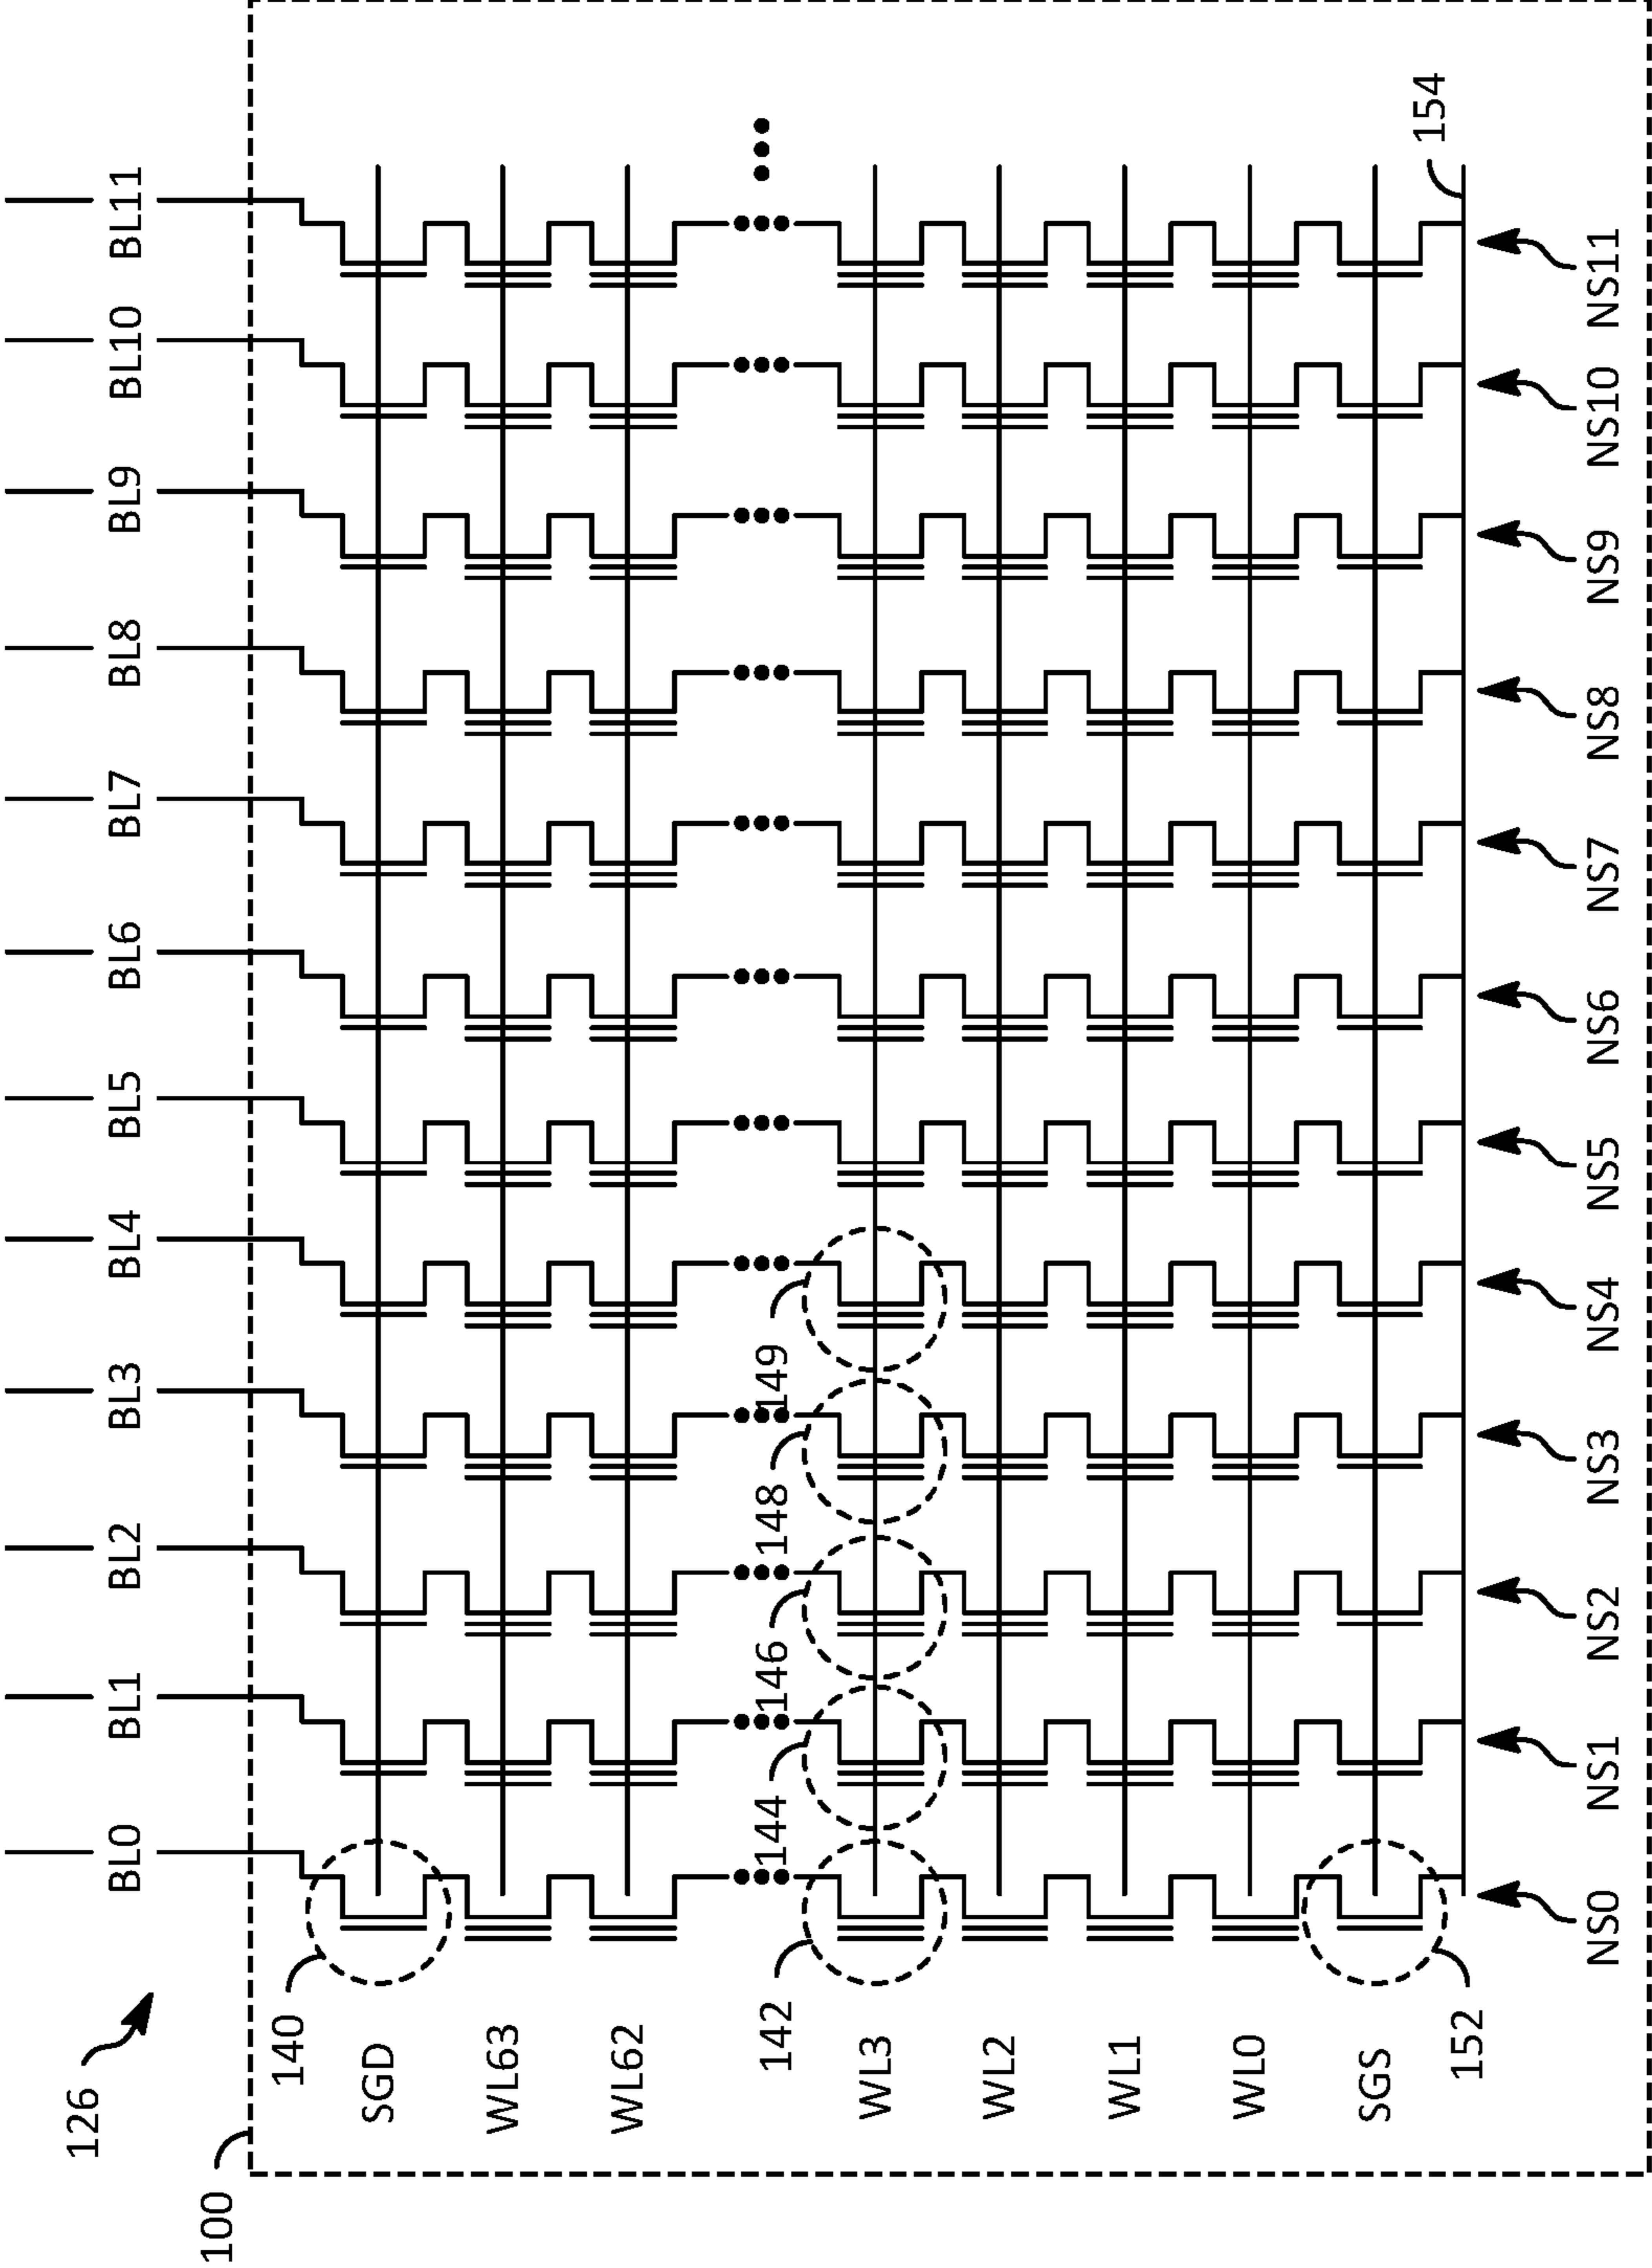 126
100
BL0 BL1 BL2 BL3 BL4 BL5 BL6 BL7 BL8 BL9 BL10 BL11
140
SGD
WL63
WL62
142 144 146 148 149
WL3
WL2
WL1
WL0
SGS
152
154
NS0 NS1 NS2 NS3 NS4 NS5 NS6 NS7 NS8 NS9 NS10 NS11